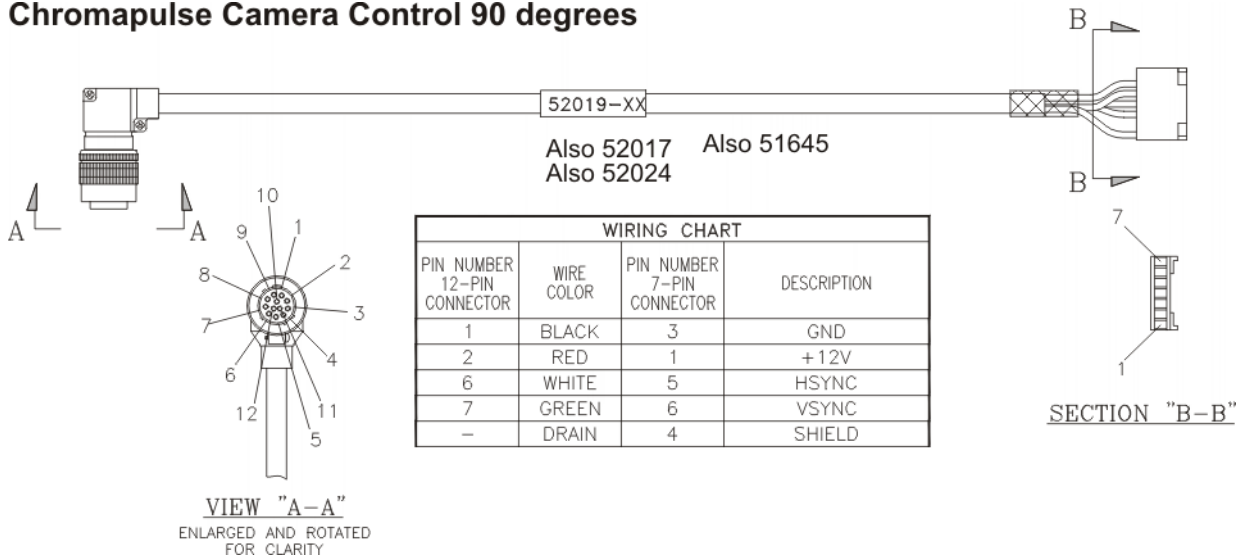 Chromapulse Camera Control 90 degrees
B
52019-XX
Also 52017
Also 51645
Also 52024
B
A
A
10
9
1
8
2
7
3
6
4
12
11
5
VIEW "A-A"
ENLARGED AND ROTATED
FOR CLARITY
WIRING CHART
PIN NUMBER 12-PIN CONNECTOR WIRE COLOR PIN NUMBER 7-PIN CONNECTOR DESCRIPTION
1 BLACK 3 GND
2 RED 1 +12V
6 WHITE 5 HSYNC
7 GREEN 6 VSYNC
- DRAIN 4 SHIELD
7
1
SECTION "B-B"